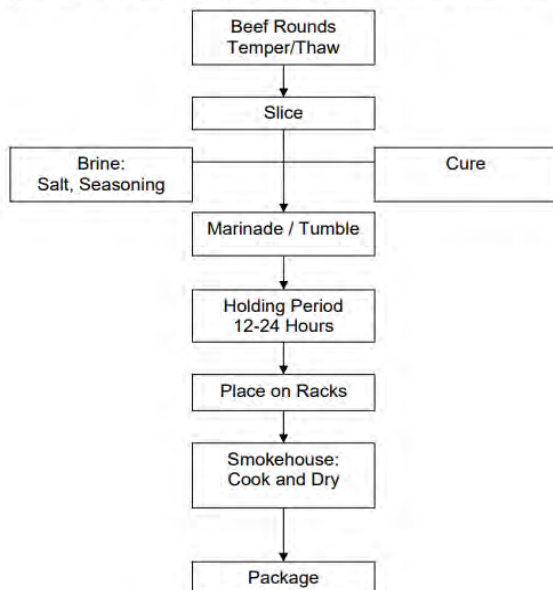 Beef Rounds
Temper/Thaw
Slice
Brine:
Salt, Seasoning
Cure
Marinade / Tumble
Holding Period
12-24 Hours
Place on Racks
Smokehouse:
Cook and Dry
Package